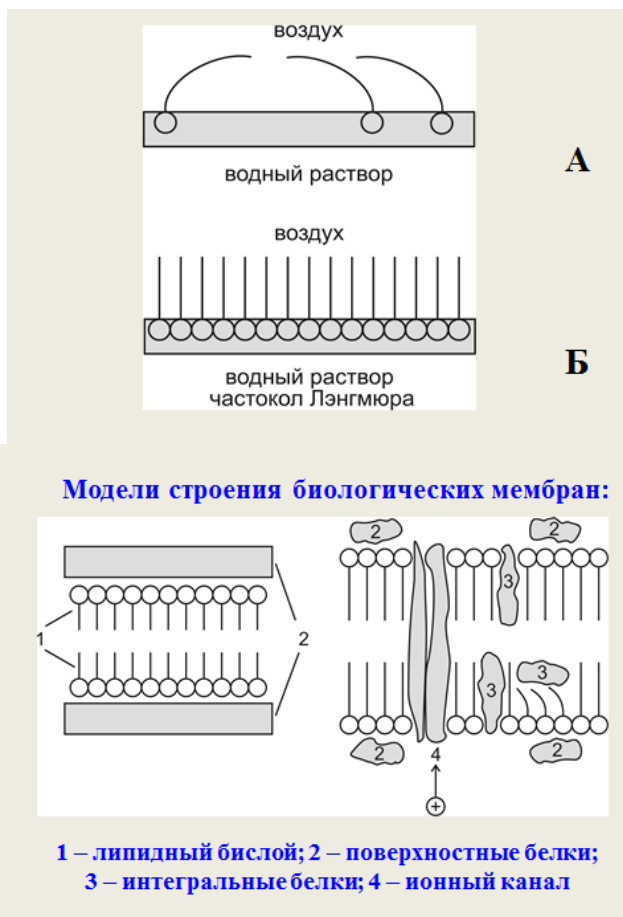 воздух
водный раствор
А
воздух
водный раствор
частокол Лэнгмюра
Б
Модели строения биологических мембран:
1
2
2
2
3
3
3
2
4
2
+
1 – липидный бислой; 2 – поверхностные белки;
3 – интегральные белки; 4 – ионный канал